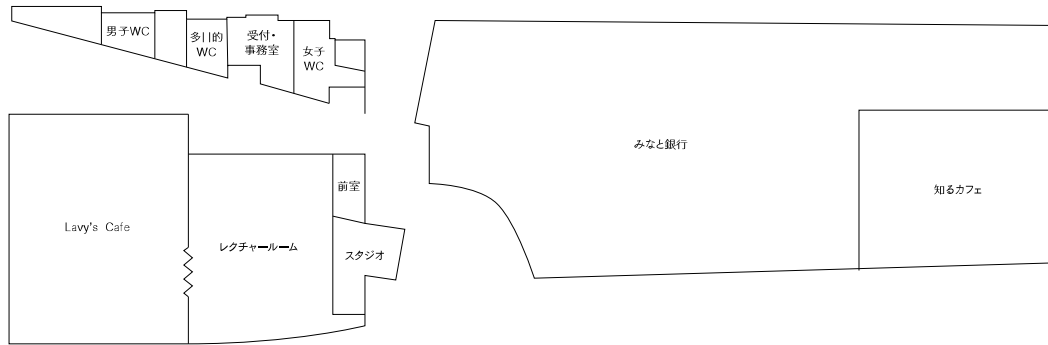 男子WC
多目的
WC
受付・
事務室
女子
WC
みなと銀行
前室
知るカフェ
Lavy's Cafe
レクチャールーム
スタジオ